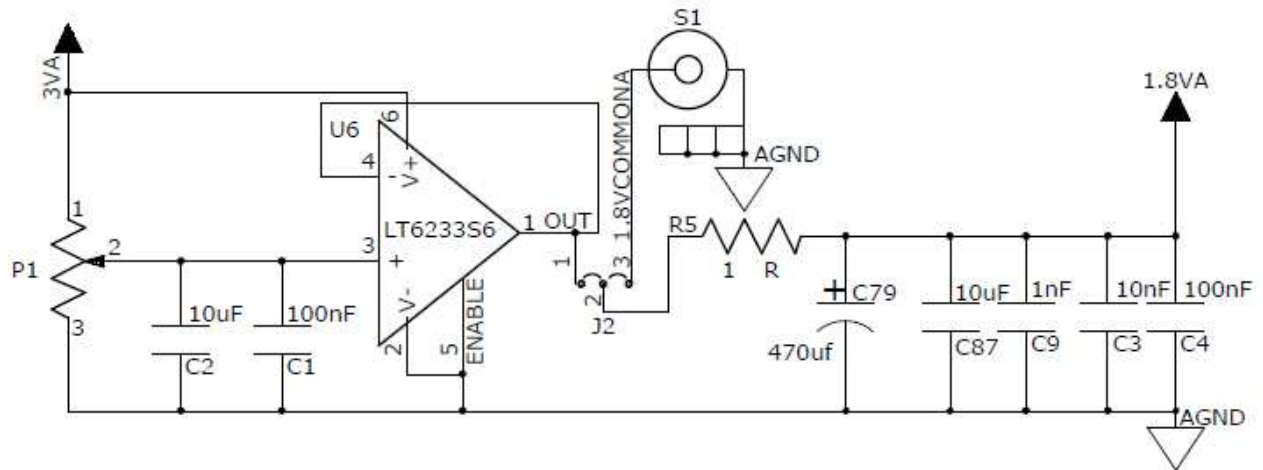 S1
3VA
1.8VA
U6
6
V+
4
-
1.8VCOMMONA
AGND
1
2
P1
3
LT6233S6
3
+
1 OUT
R5
1 R
1
2
3
J2
V-
2
5
ENABLE
10uF
C2
100nF
C1
+
C79
470uf
10uF
C87
1nF
C9
10nF
C3
100nF
C4
AGND